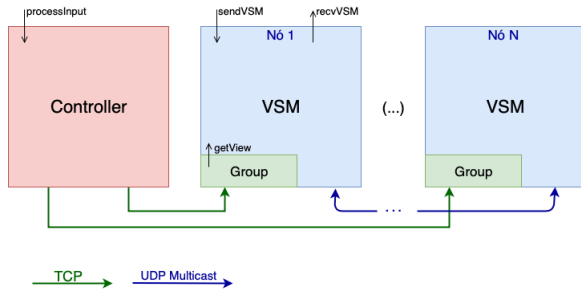 processInput
sendVSM
recvVSM
Nó 1
Nó N
Controller
VSM
(...)
VSM
getView
Group
Group
...
TCP
UDP Multicast